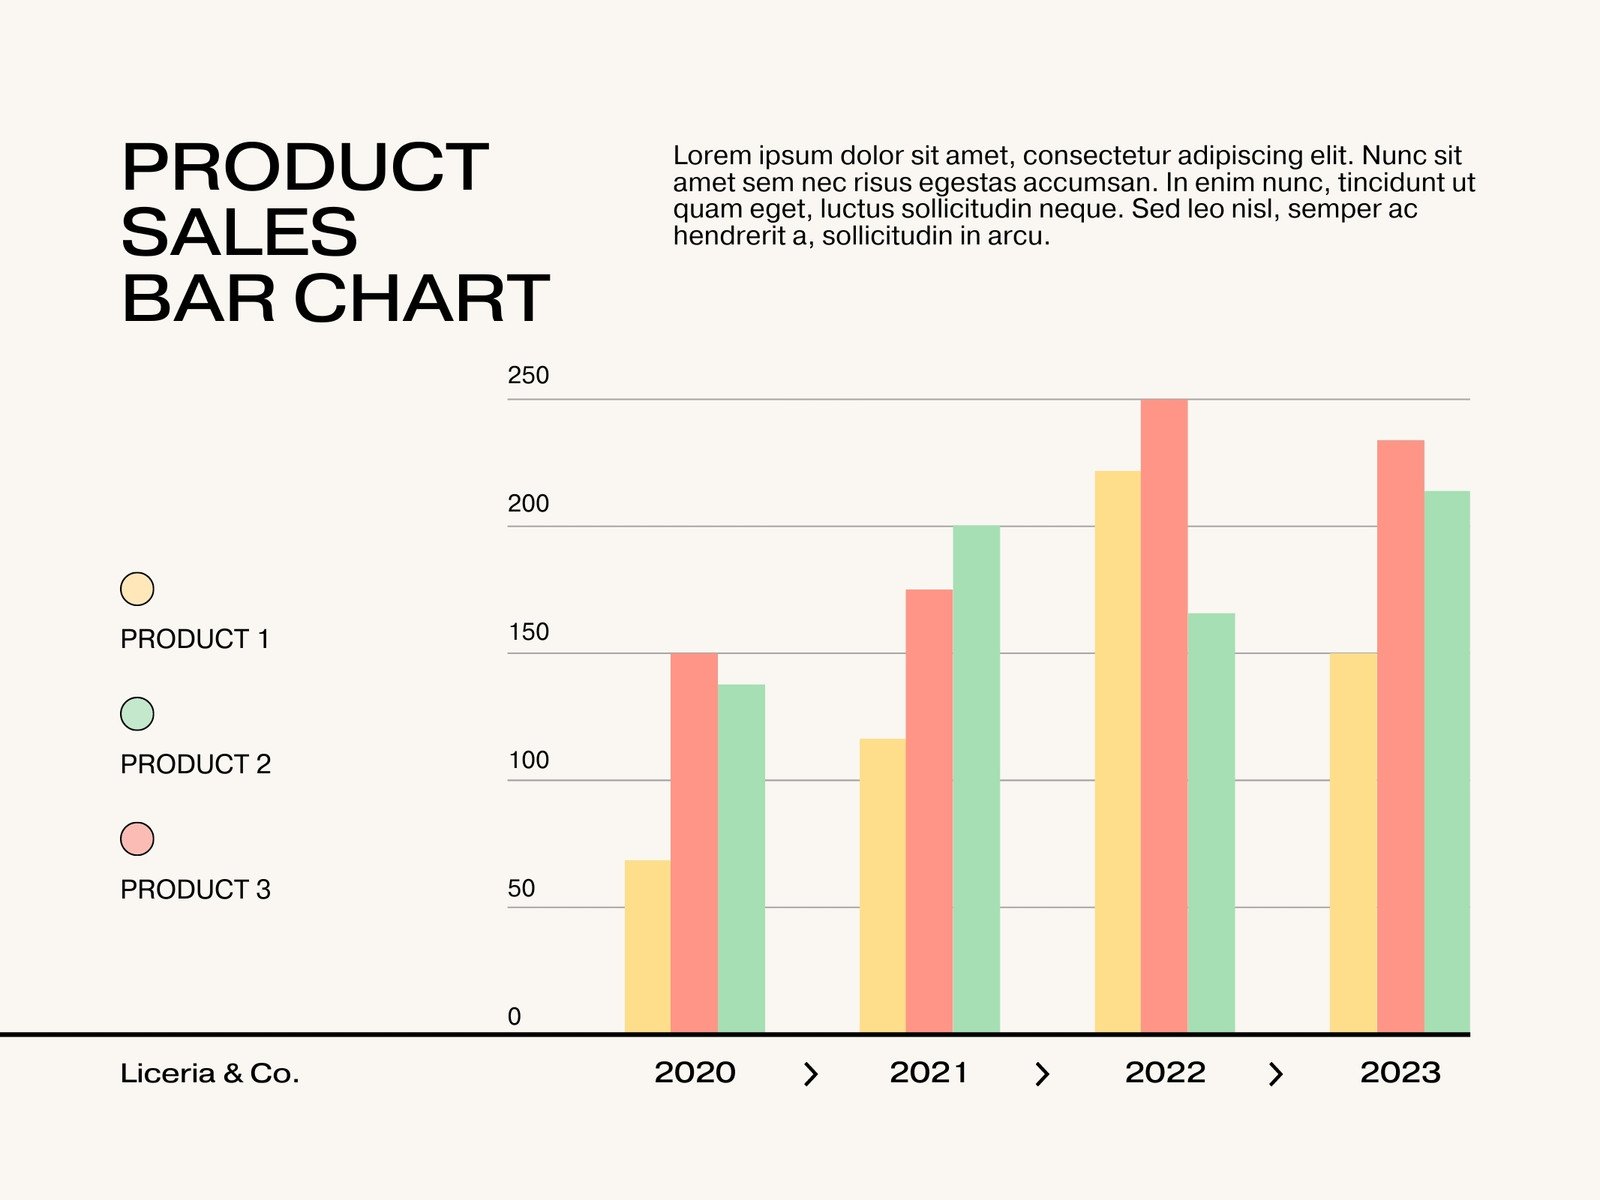 PRODUCT
SALES
BAR CHART
Lorem ipsum dolor sit amet, consectetur adipiscing elit. Nunc sit
amet sem nec risus egestas accumsan. In enim nunc, tincidunt ut
quam eget, luctus sollicitudin neque. Sed leo nisl, semper ac
hendrerit a, sollicitudin in arcu.
PRODUCT 1
PRODUCT 2
PRODUCT 3
250
200
150
100
50
0
Liceria & Co.
2020 > 2021 > 2022 > 2023